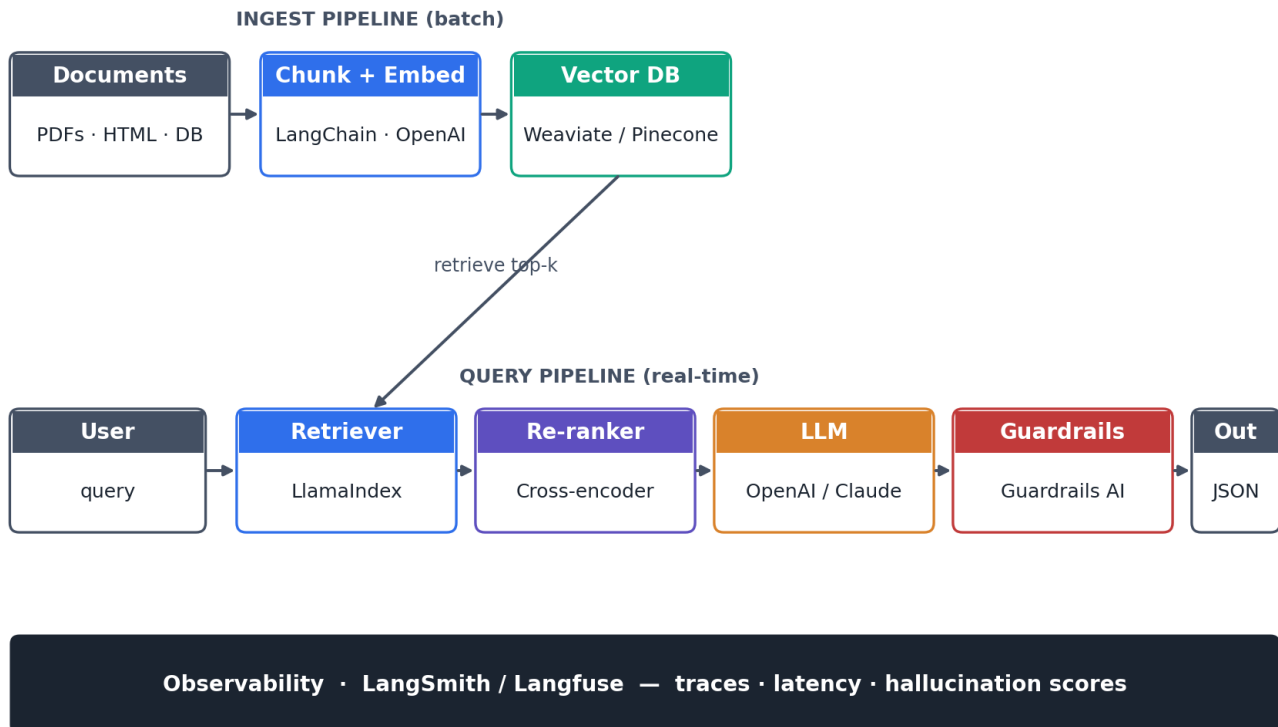 INGEST PIPELINE (batch)
Documents
PDFs · HTML · DB
Chunk + Embed
LangChain · OpenAI
Vector DB
Weaviate / Pinecone
retrieve top-k
QUERY PIPELINE (real-time)
User
query
Retriever
LlamaIndex
Re-ranker
Cross-encoder
LLM
OpenAI / Claude
Guardrails
Guardrails AI
Out
JSON
Observability · LangSmith / Langfuse — traces · latency · hallucination scores